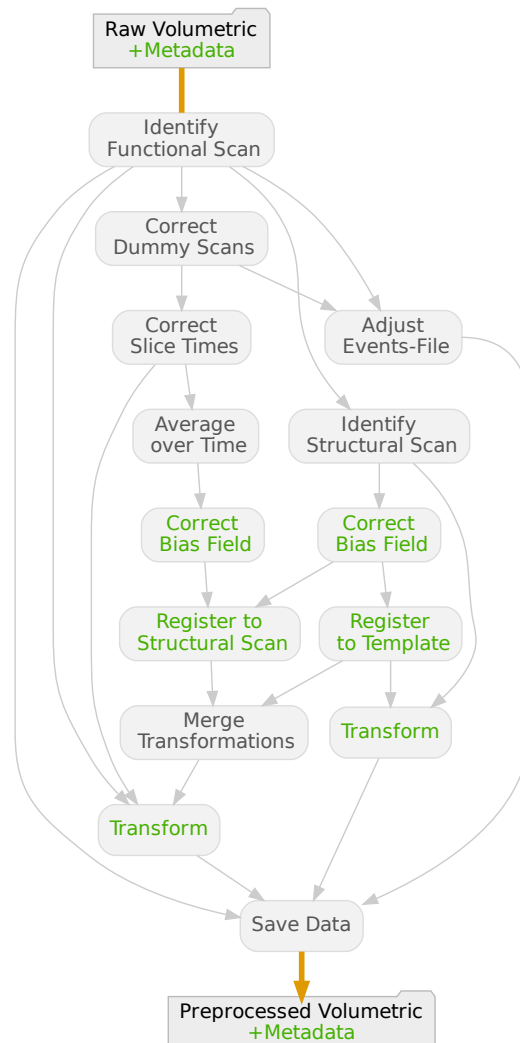 Raw Volumetric
+Metadata
Identify
Functional Scan
Correct
Dummy Scans
Correct
Slice Times
Adjust
Events-File
Average
over Time
Identify
Structural Scan
Correct
Bias Field
Correct
Bias Field
Register to
Structural Scan
Register
to Template
Merge
Transformations
Transform
Transform
Save Data
Preprocessed Volumetric
+Metadata